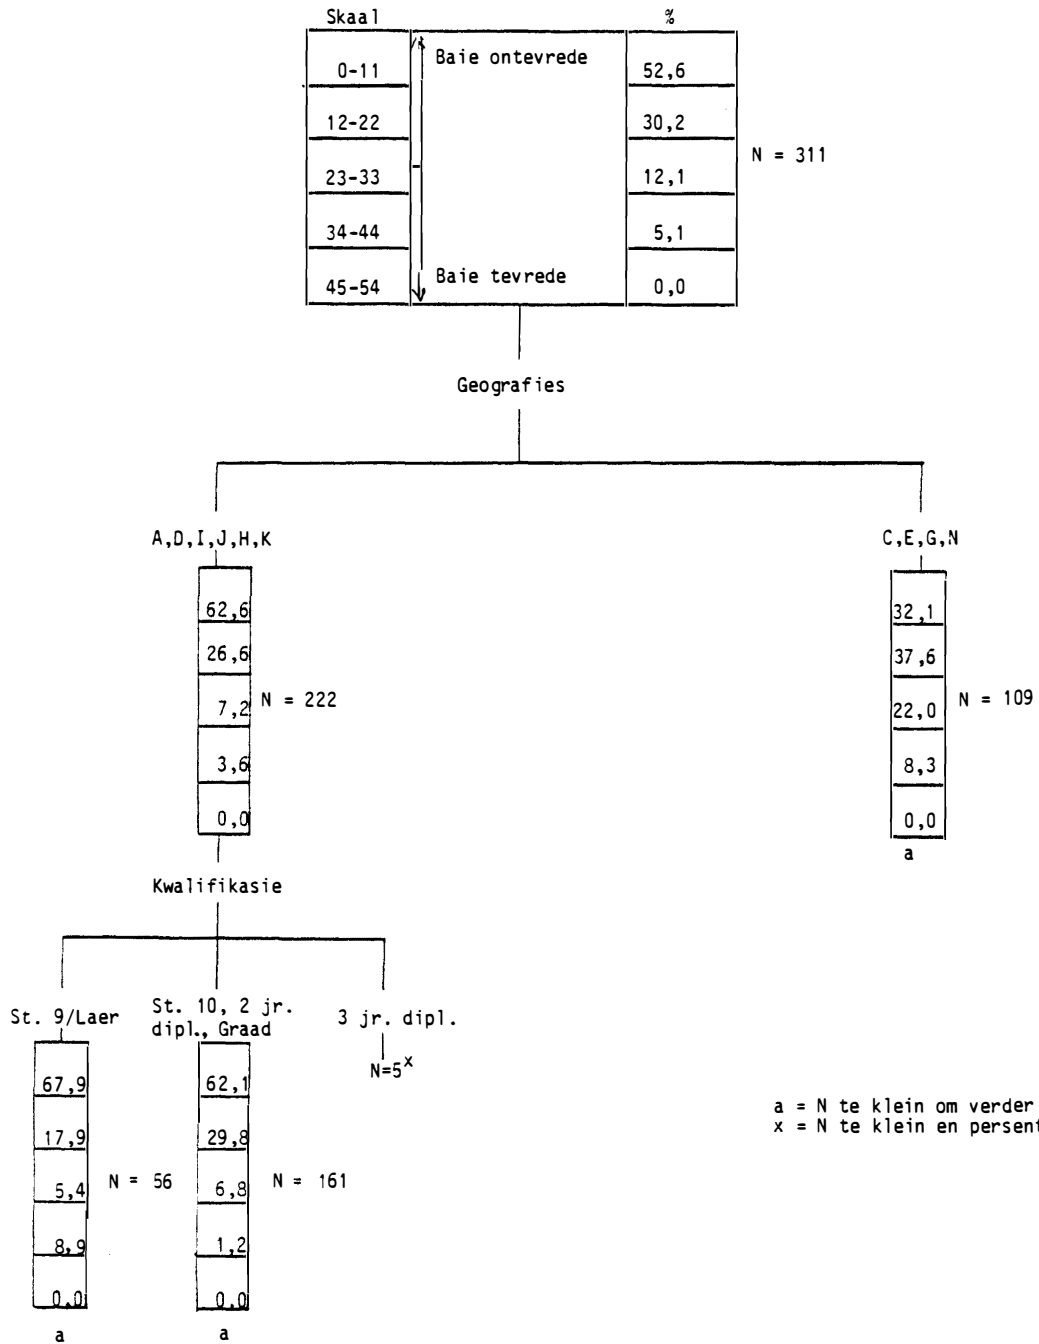 Skaal %
0-11 Baie ontevrede 52,6
12-22 30,2
N = 311
23-33 12,1
34-44 5,1
45-54 Baie tevrede 0,0
Geografies
A,D,I,J,H,K
62,6
26,6
7,2
N = 222
3,6
0,0
C,E,G,N
32,1
37,6
22,0
N = 109
8,3
0,0
a
Kwalifikasie
St. 9/Laer
67,9
17,9
5,4
N = 56
8,9
0,0
a
St. 10, 2 jr.
dipl., Graad
62,1
29,8
6,8
N = 161
1,2
0,0
a
3 jr. dipl.
N=5x
a = N te klein om verder
x = N te klein en